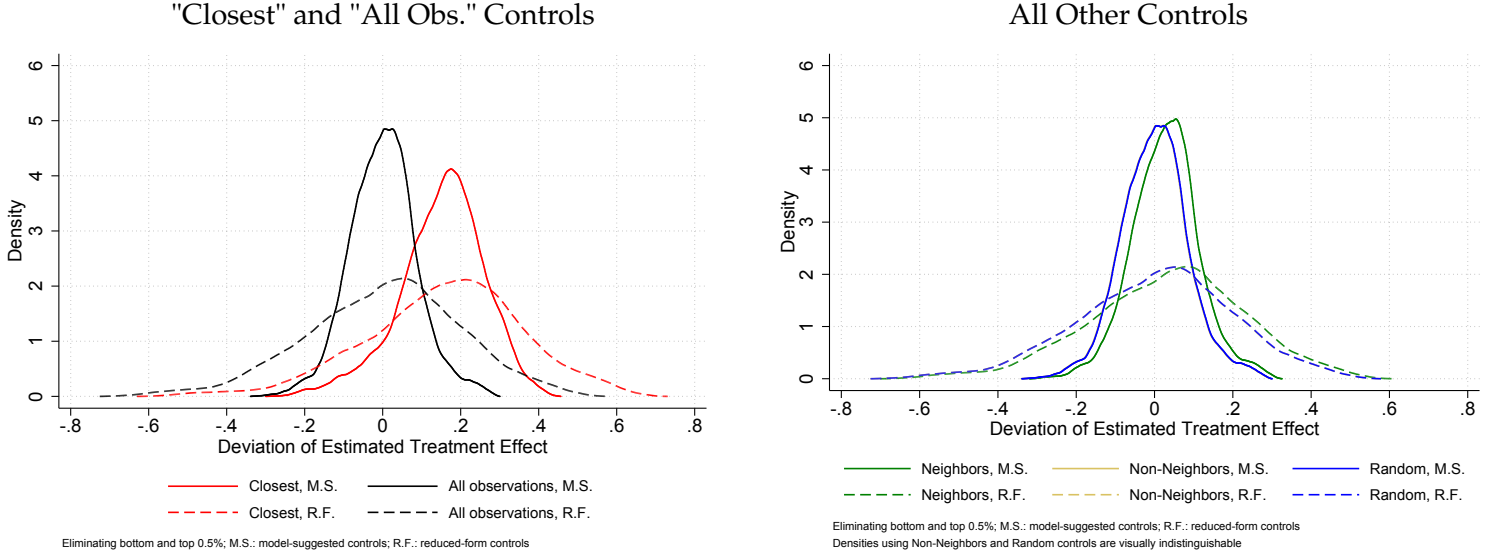 "Closest" and "All Obs." Controls
6
5
4
3
2
1
0
Density
-.8 -.6 -.4 -.2 0 .2 .4 .6 .8
Deviation of Estimated Treatment Effect
Closest, M.S. All observations, M.S.
Closest, R.F. All observations, R.F.
Eliminating bottom and top 0.5%; M.S.: model-suggested controls; R.F.: reduced-form controls
All Other Controls
6
5
4
3
2
1
0
Density
-.8 -.6 -.4 -.2 0 .2 .4 .6 .8
Deviation of Estimated Treatment Effect
Neighbors, M.S. Non-Neighbors, M.S. Random, M.S.
Neighbors, R.F. Non-Neighbors, R.F. Random, R.F.
Eliminating bottom and top 0.5%; M.S.: model-suggested controls; R.F.: reduced-form controls
Densities using Non-Neighbors and Random controls are visually indistinguishable